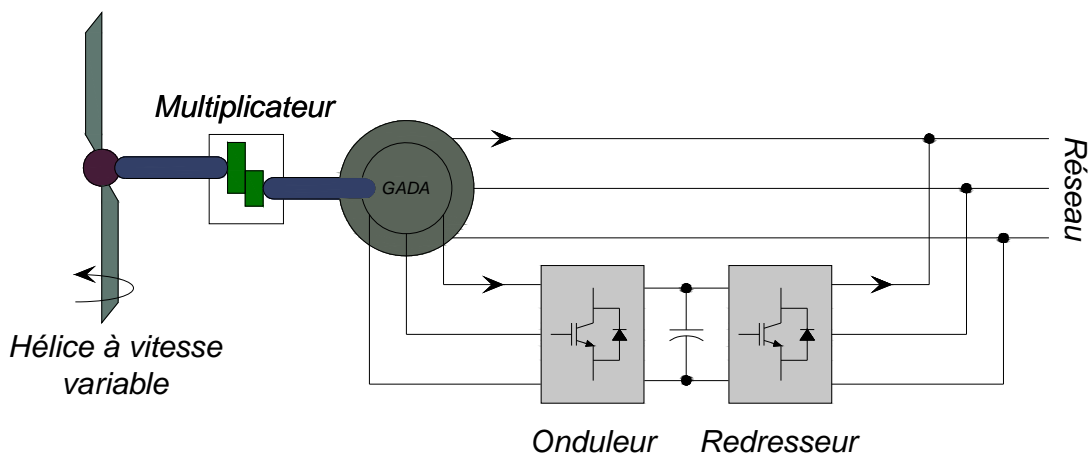 Multiplicateur
GADA
Réseau
Hélice à vitesse
variable
Onduleur
Redresseur